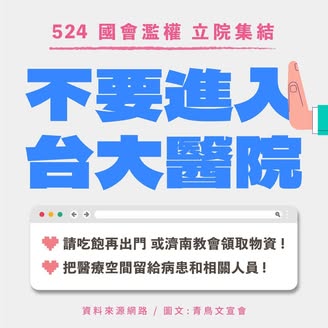 524 國會濫權 立院集結
不要進入
台大醫院
請吃飽再出門 或濟南教會領取物資！
把醫療空間留給病患和相關人員！
資料來源網路 / 圖文：青鳥文宣會